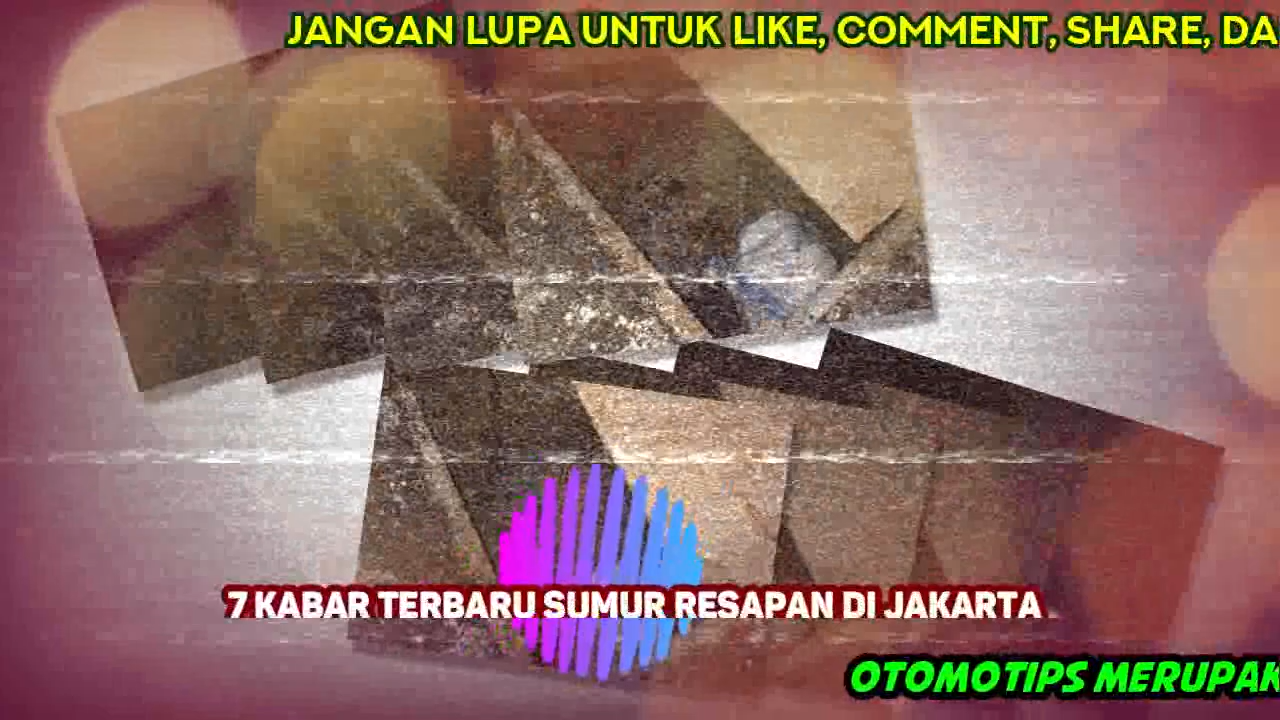 JANGAN LUPA UNTUK LIKE, COMMENT, SHARE, DA
7 KABAR TERBARU SUMUR RESAPAN DI JAKARTA
OTOMOTIPS MERUPAK